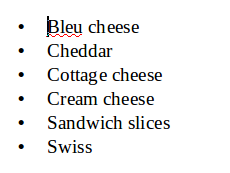 • Bleu cheese
• Cheddar
• Cottage cheese
• Cream cheese
• Sandwich slices
• Swiss